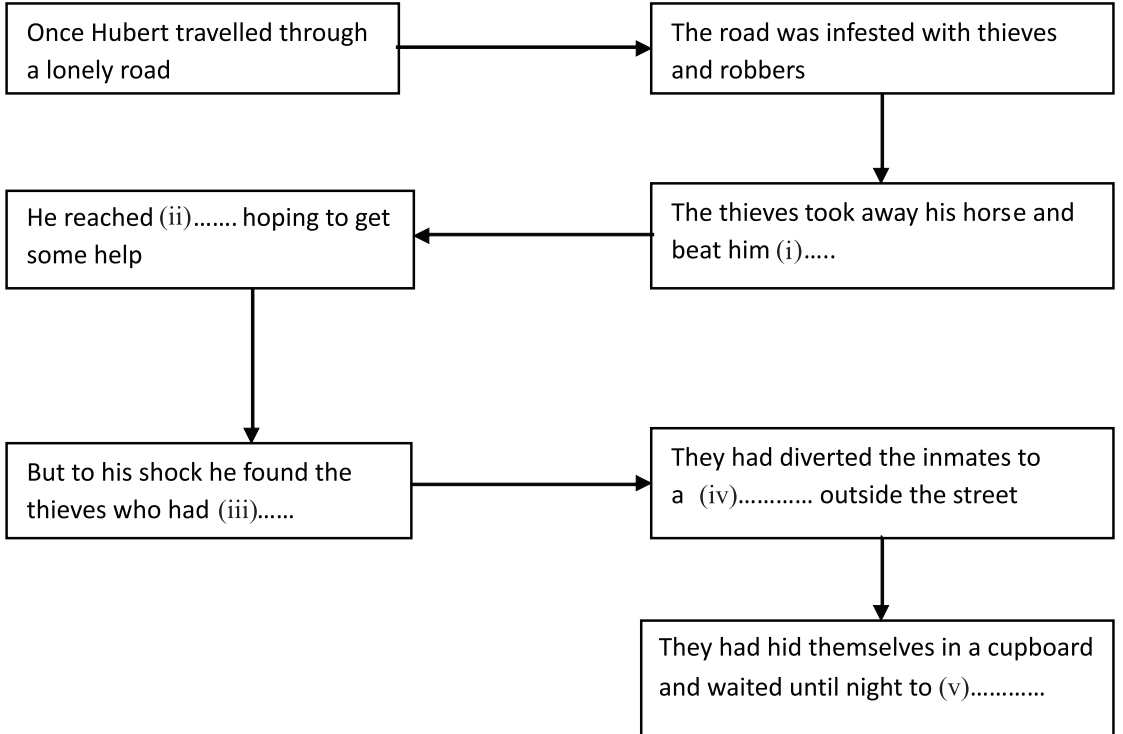 Once Hubert travelled through
a lonely road
The road was infested with thieves
and robbers
The thieves took away his horse and
beat him (i).....
He reached (ii)....... hoping to get
some help
But to his shock he found the
thieves who had (iii)......
They had diverted the inmates to
a (iv)............ outside the street
They had hid themselves in a cupboard
and waited until night to (v)............